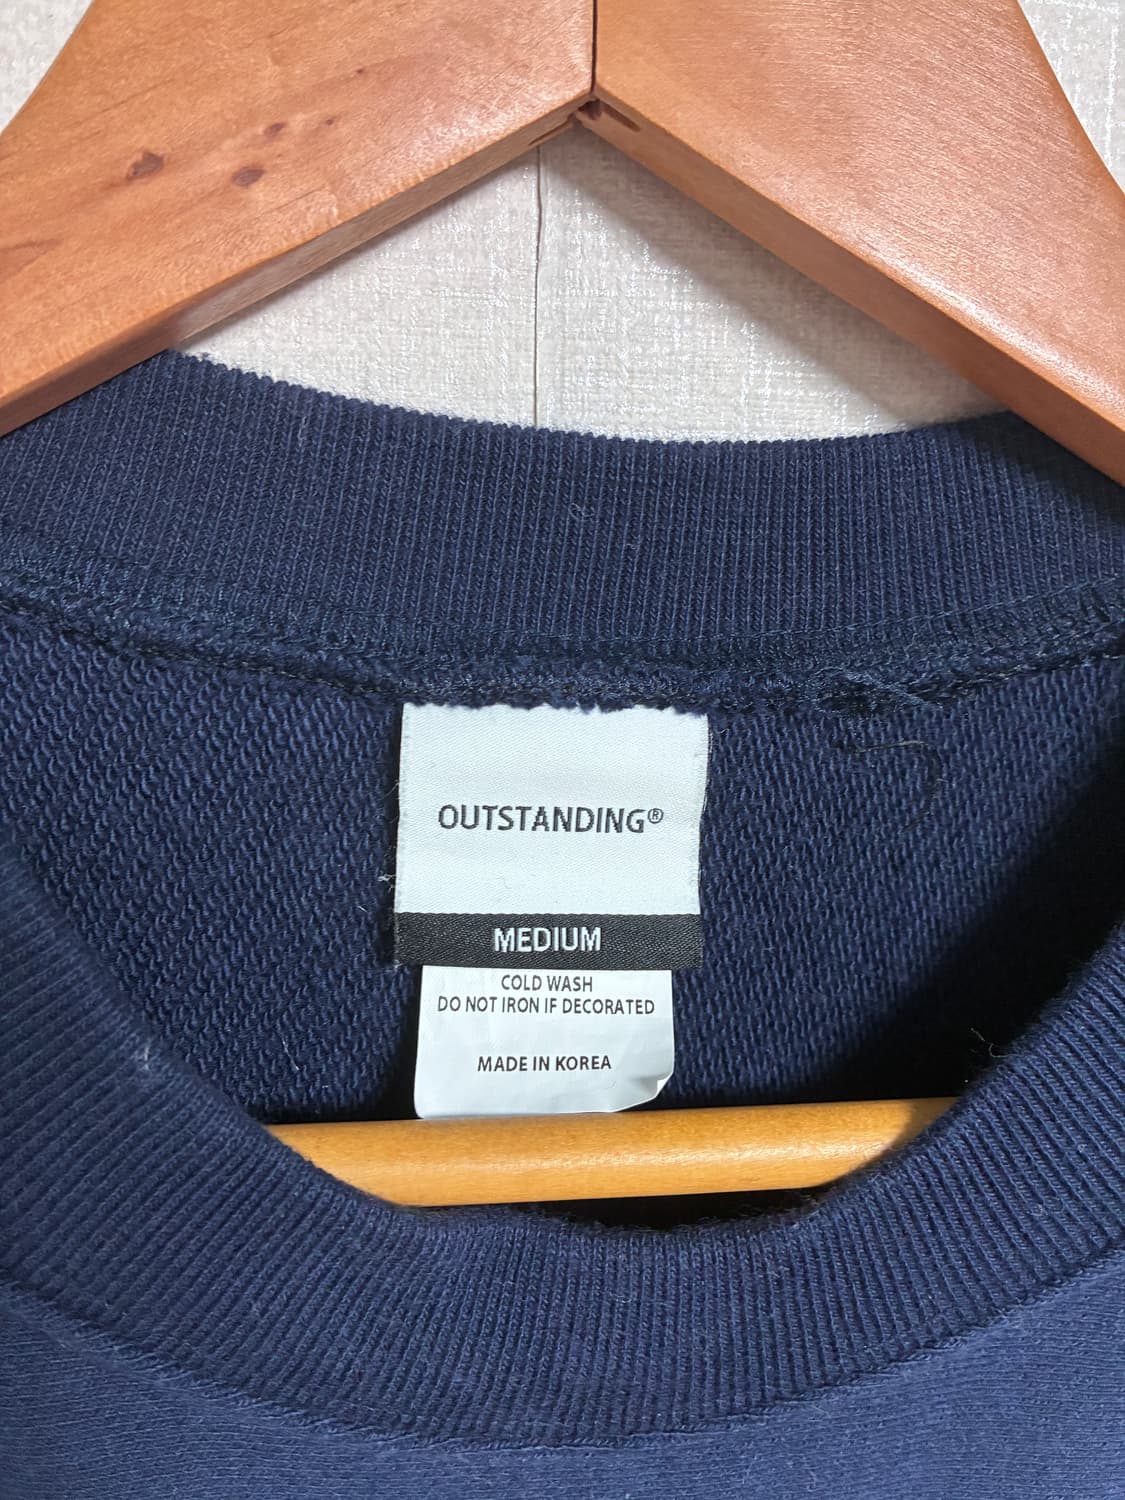 OUTSTANDING®
MEDIUM
COLD WASH
DO NOT IRON IF DECORATED
MADE IN KOREA